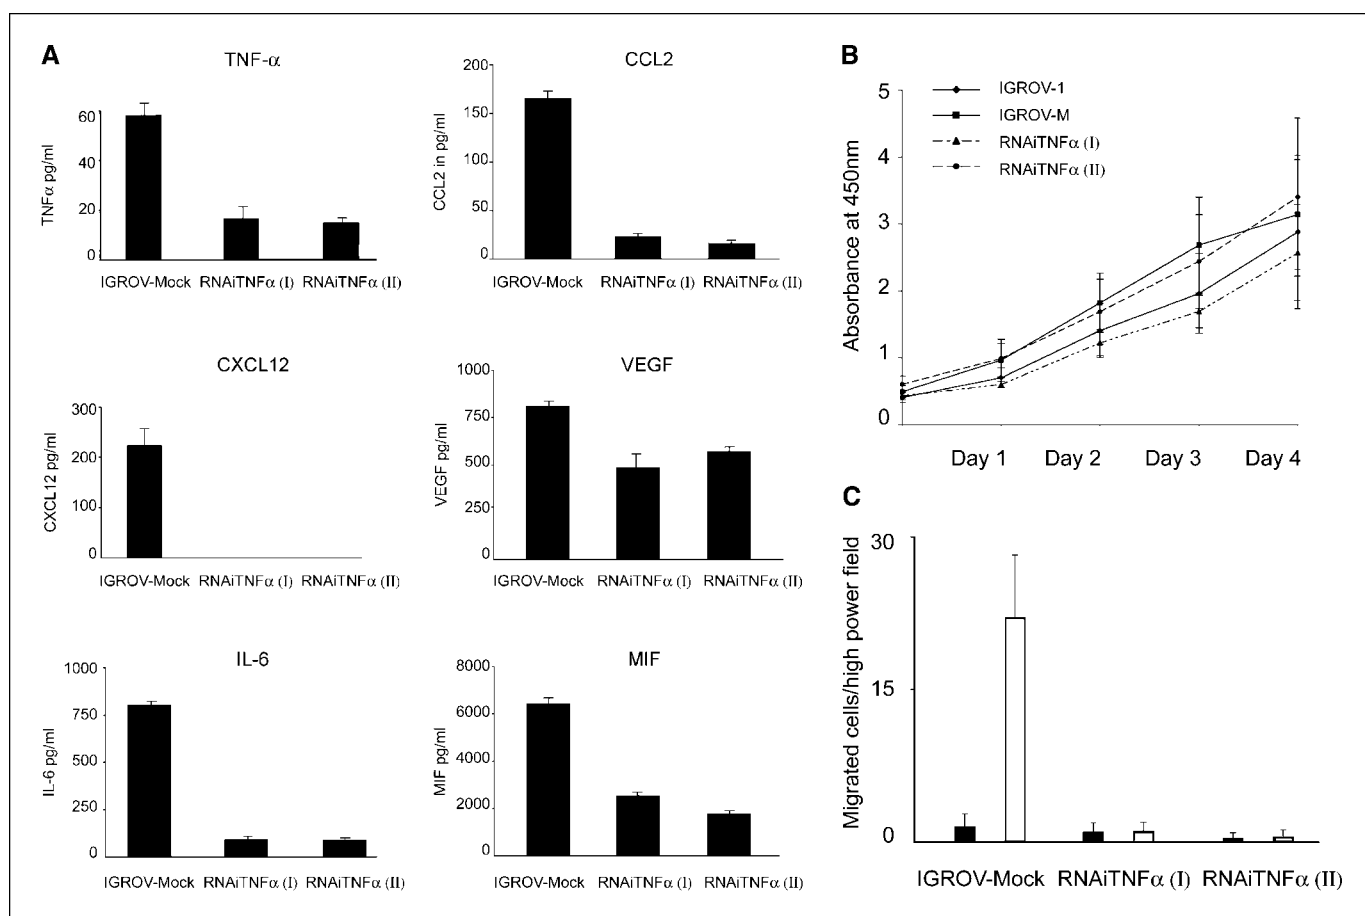 A
TNF-α
TNFα pg/ml
60
40
20
0
IGROV-Mock RNAiTNFα (I) RNAiTNFα (II)
CCL2
CCL2 in pg/ml
200
150
100
50
0
IGROV-Mock RNAiTNFα (I) RNAiTNFα (II)
CXCL12
CXCL12 pg/ml
300
200
100
0
IGROV-Mock RNAiTNFα (I) RNAiTNFα (II)
VEGF
VEGF pg/ml
1000
750
500
250
0
IGROV-Mock RNAiTNFα (I) RNAiTNFα (II)
IL-6
IL-6 pg/ml
1000
750
500
250
0
IGROV-Mock RNAiTNFα (I) RNAiTNFα (II)
MIF
MIF pg/ml
8000
6000
4000
2000
0
IGROV-Mock RNAiTNFα (I) RNAiTNFα (II)
B
Absorbance at 450nm
5
4
3
2
1
0
IGROV-1
IGROV-M
RNAiTNFα (I)
RNAiTNFα (II)
Day 1 Day 2 Day 3 Day 4
C
Migrated cells/high power field
30
15
0
IGROV-Mock RNAiTNFα (I) RNAiTNFα (II)